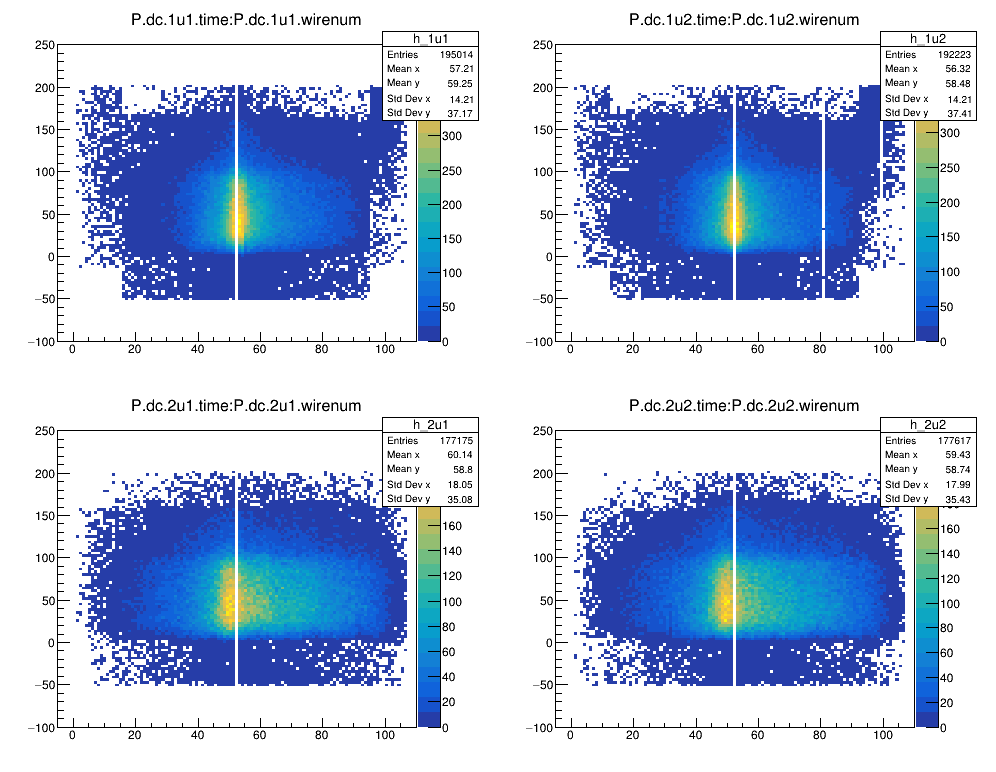 P.dc.1u1.time:P.dc.1u1.wirenum
h_1u1
Entries 195014
Mean x 57.21
Mean y 59.25
Std Dev x 14.21
Std Dev y 37.17
250
200
150
100
50
0
−50
−100
0 20 40 60 80 100
300
250
200
150
100
50
0
P.dc.1u2.time:P.dc.1u2.wirenum
h_1u2
Entries 192223
Mean x 56.32
Mean y 58.48
Std Dev x 14.21
Std Dev y 37.41
250
200
150
100
50
0
−50
−100
0 20 40 60 80 100
300
250
200
150
100
50
0
P.dc.2u1.time:P.dc.2u1.wirenum
h_2u1
Entries 177175
Mean x 60.14
Mean y 58.8
Std Dev x 18.05
Std Dev y 35.08
250
200
150
100
50
0
−50
−100
0 20 40 60 80 100
160
140
120
100
80
60
40
20
0
P.dc.2u2.time:P.dc.2u2.wirenum
h_2u2
Entries 177617
Mean x 59.43
Mean y 58.74
Std Dev x 17.99
Std Dev y 35.43
250
200
150
100
50
0
−50
−100
0 20 40 60 80 100
160
140
120
100
80
60
40
20
0